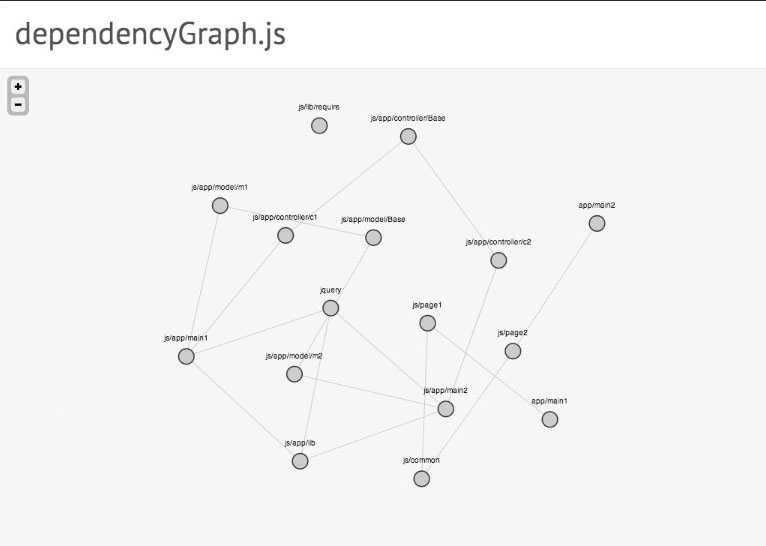 dependencyGraph.js
+
−
js/lib/require
js/app/controller/Base
js/app/model/m1
js/app/controller/c1
js/app/model/Base
app/main2
js/app/controller/c2
jquery
js/page1
js/app/main1
js/page2
js/app/model/m2
js/app/main2
app/main1
js/app/lib
js/common